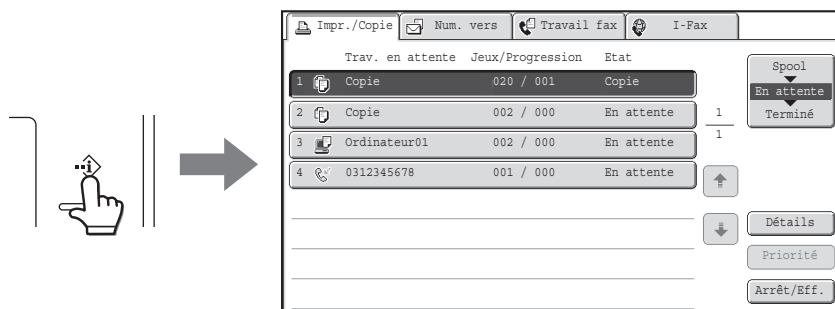 Impr./Copie Num. vers Travail fax I-Fax
Trav. en attente Jeux/Progression Etat
1 Copie 020 / 001 Copie
2 Copie 002 / 000 En attente
3 Ordinateur01 002 / 000 En attente
4 0312345678 001 / 000 En attente
1
1
Spool
En attente
Terminé
Détails
Priorité
Arrêt/Eff.